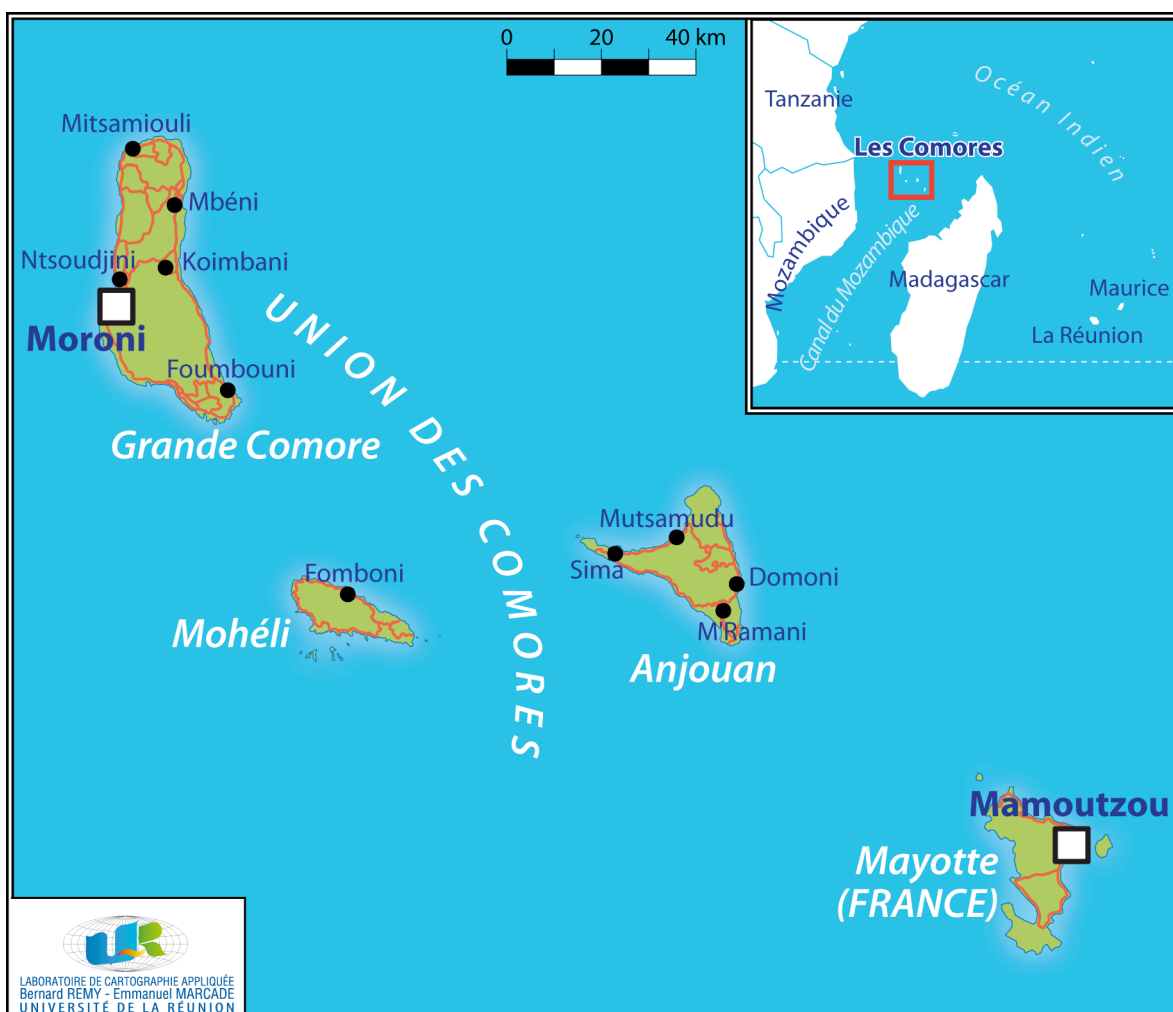 0 20 40 km
Mitsamiouli
Mbéni
Ntsoudjini
Koimbani
Moroni
Foumbouni
Grande Comore
UNION DES COMORES
Mutsamudu
Sima
Domoni
M'Ramani
Anjouan
Fomboni
Mohéli
Mamoutzou
Mayotte
(FRANCE)
Océan Indien
Tanzanie
Les Comores
Mozambique
Canal du Mozambique
Madagascar
Maurice
La Réunion
UR
LABORATOIRE DE CARTOGRAPHIE APPLIQUÉE
Bernard REMY - Emmanuel MARCADE
UNIVERSITÉ DE LA RÉUNION